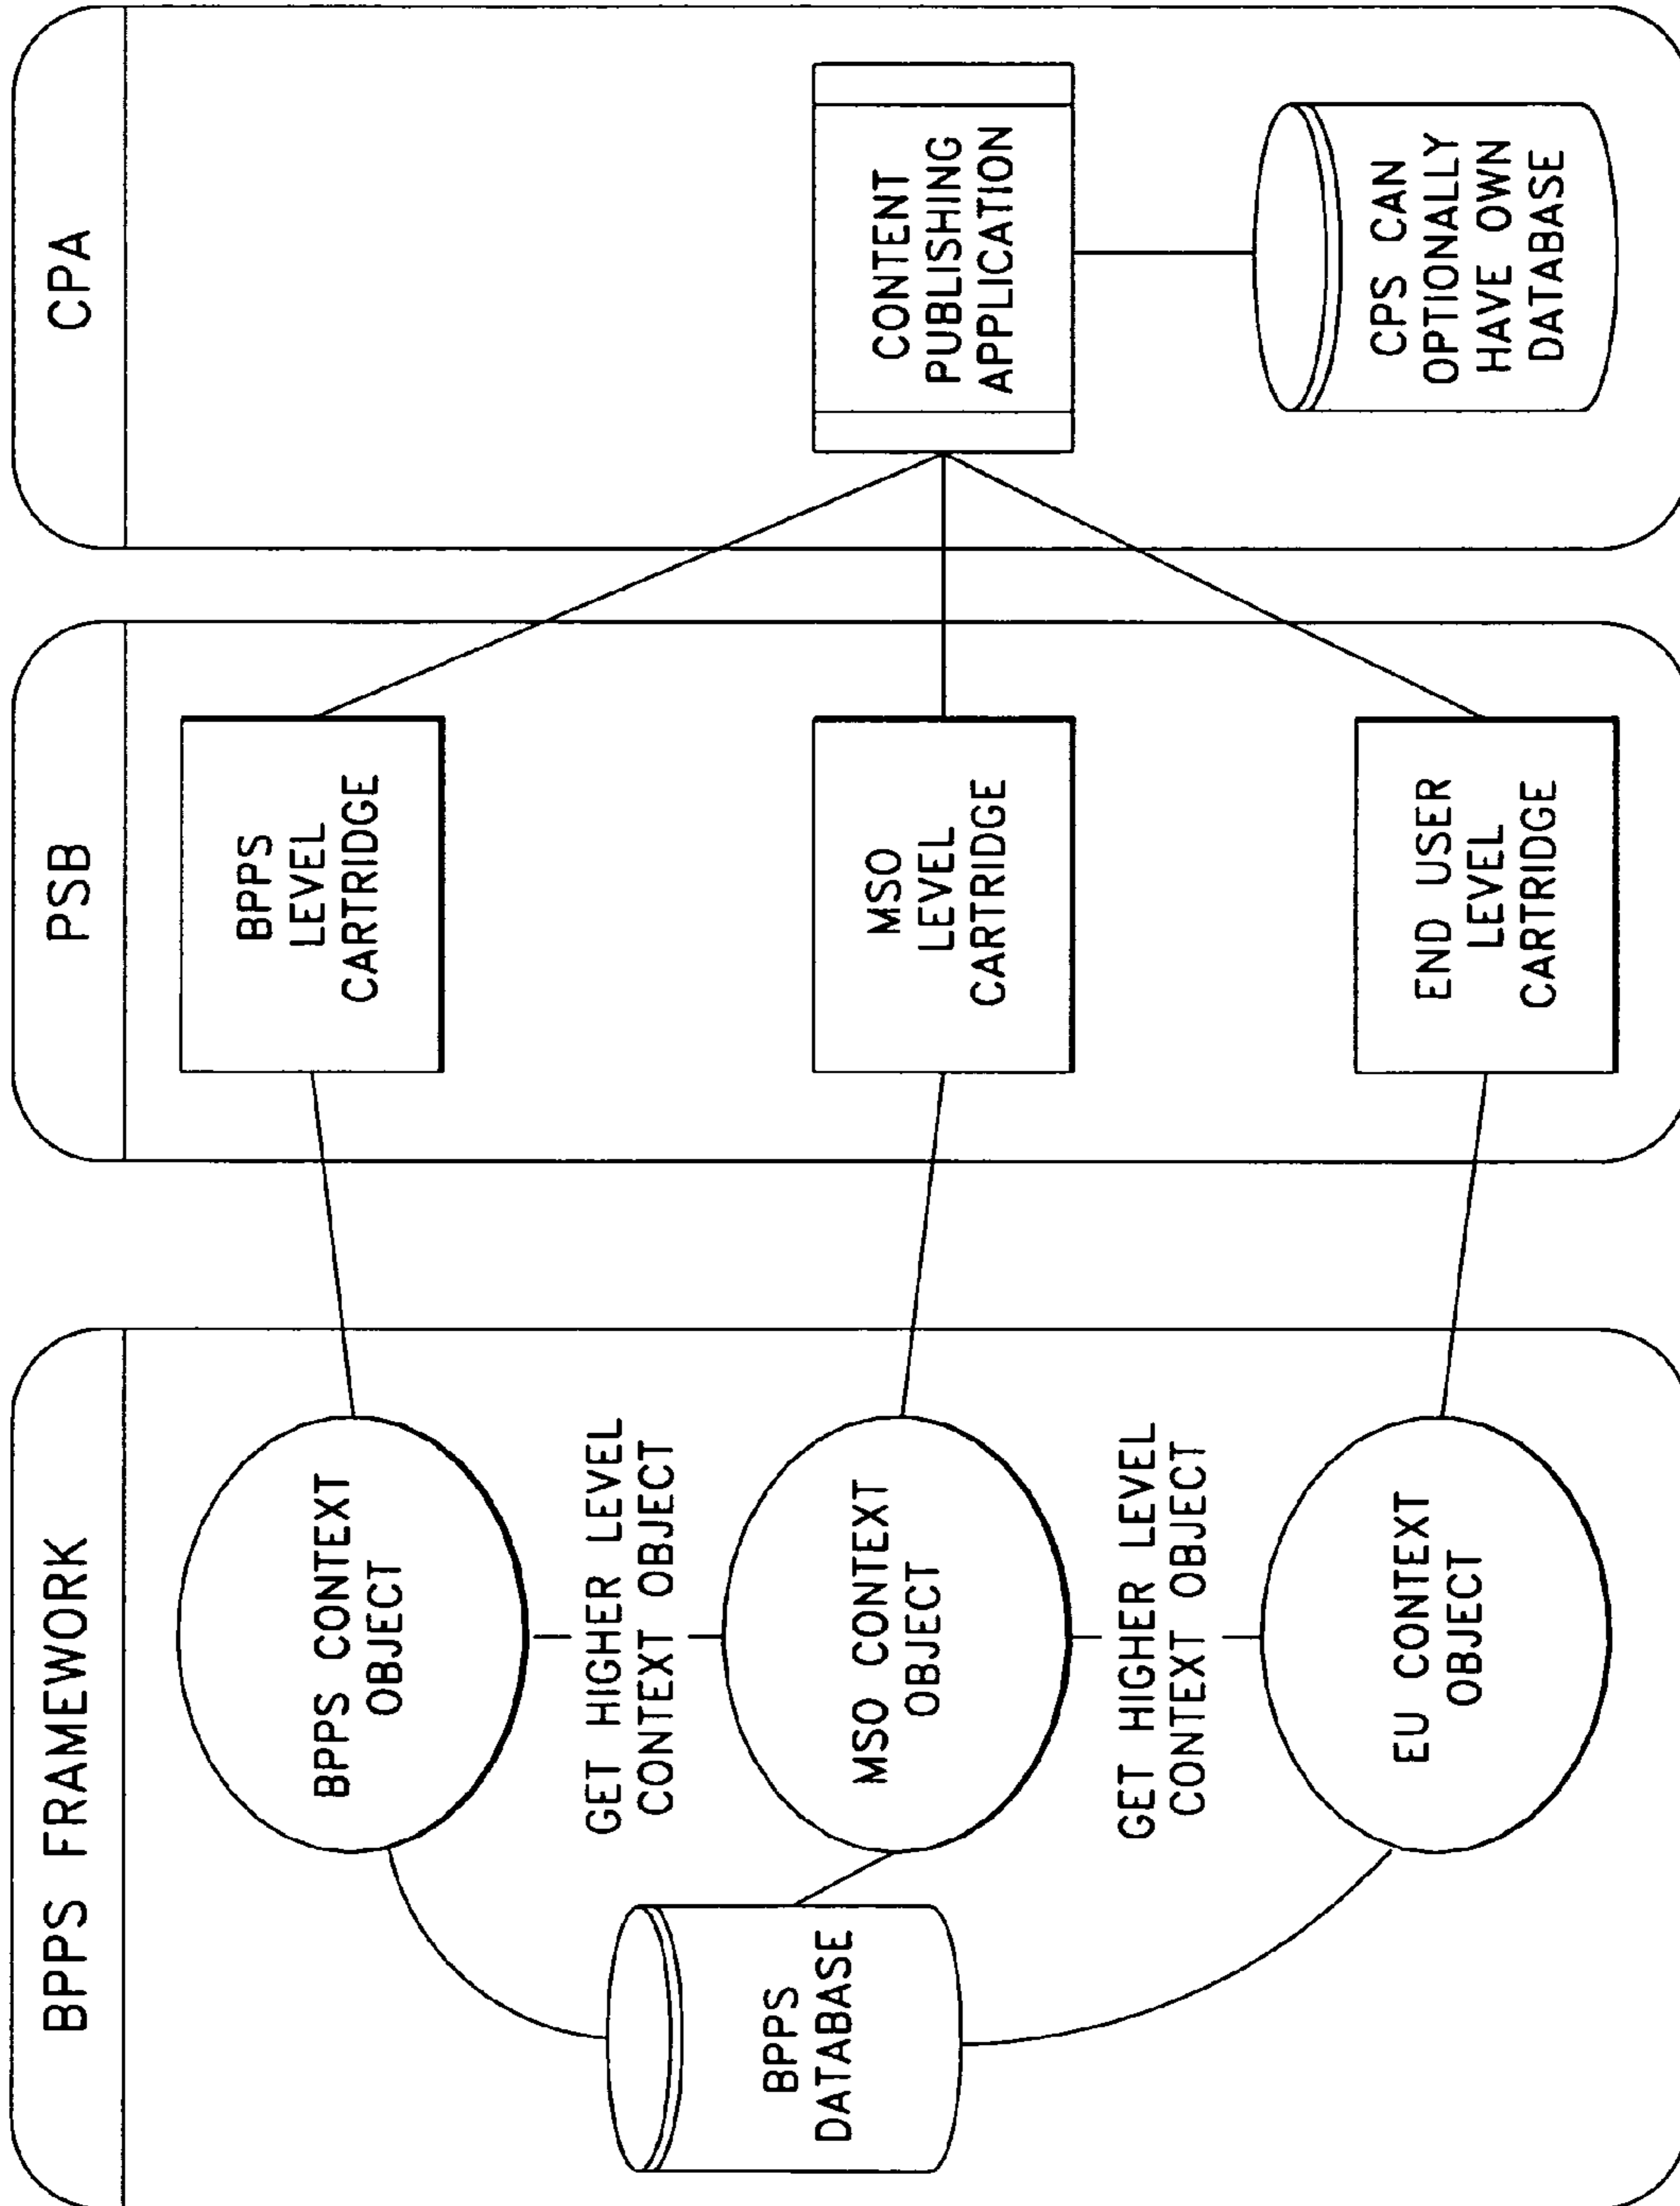 BPPS FRAMEWORK
BPPS CONTEXT
OBJECT
GET HIGHER LEVEL
CONTEXT OBJECT
BPPS
DATABASE
MSO CONTEXT
OBJECT
GET HIGHER LEVEL
CONTEXT OBJECT
EU CONTEXT
OBJECT
PSB
BPPS
LEVEL
CARTRIDGE
MSO
LEVEL
CARTRIDGE
END USER
LEVEL
CARTRIDGE
CPA
CONTENT
PUBLISHING
APPLICATION
CPS CAN
OPTIONALLY
HAVE OWN
DATABASE